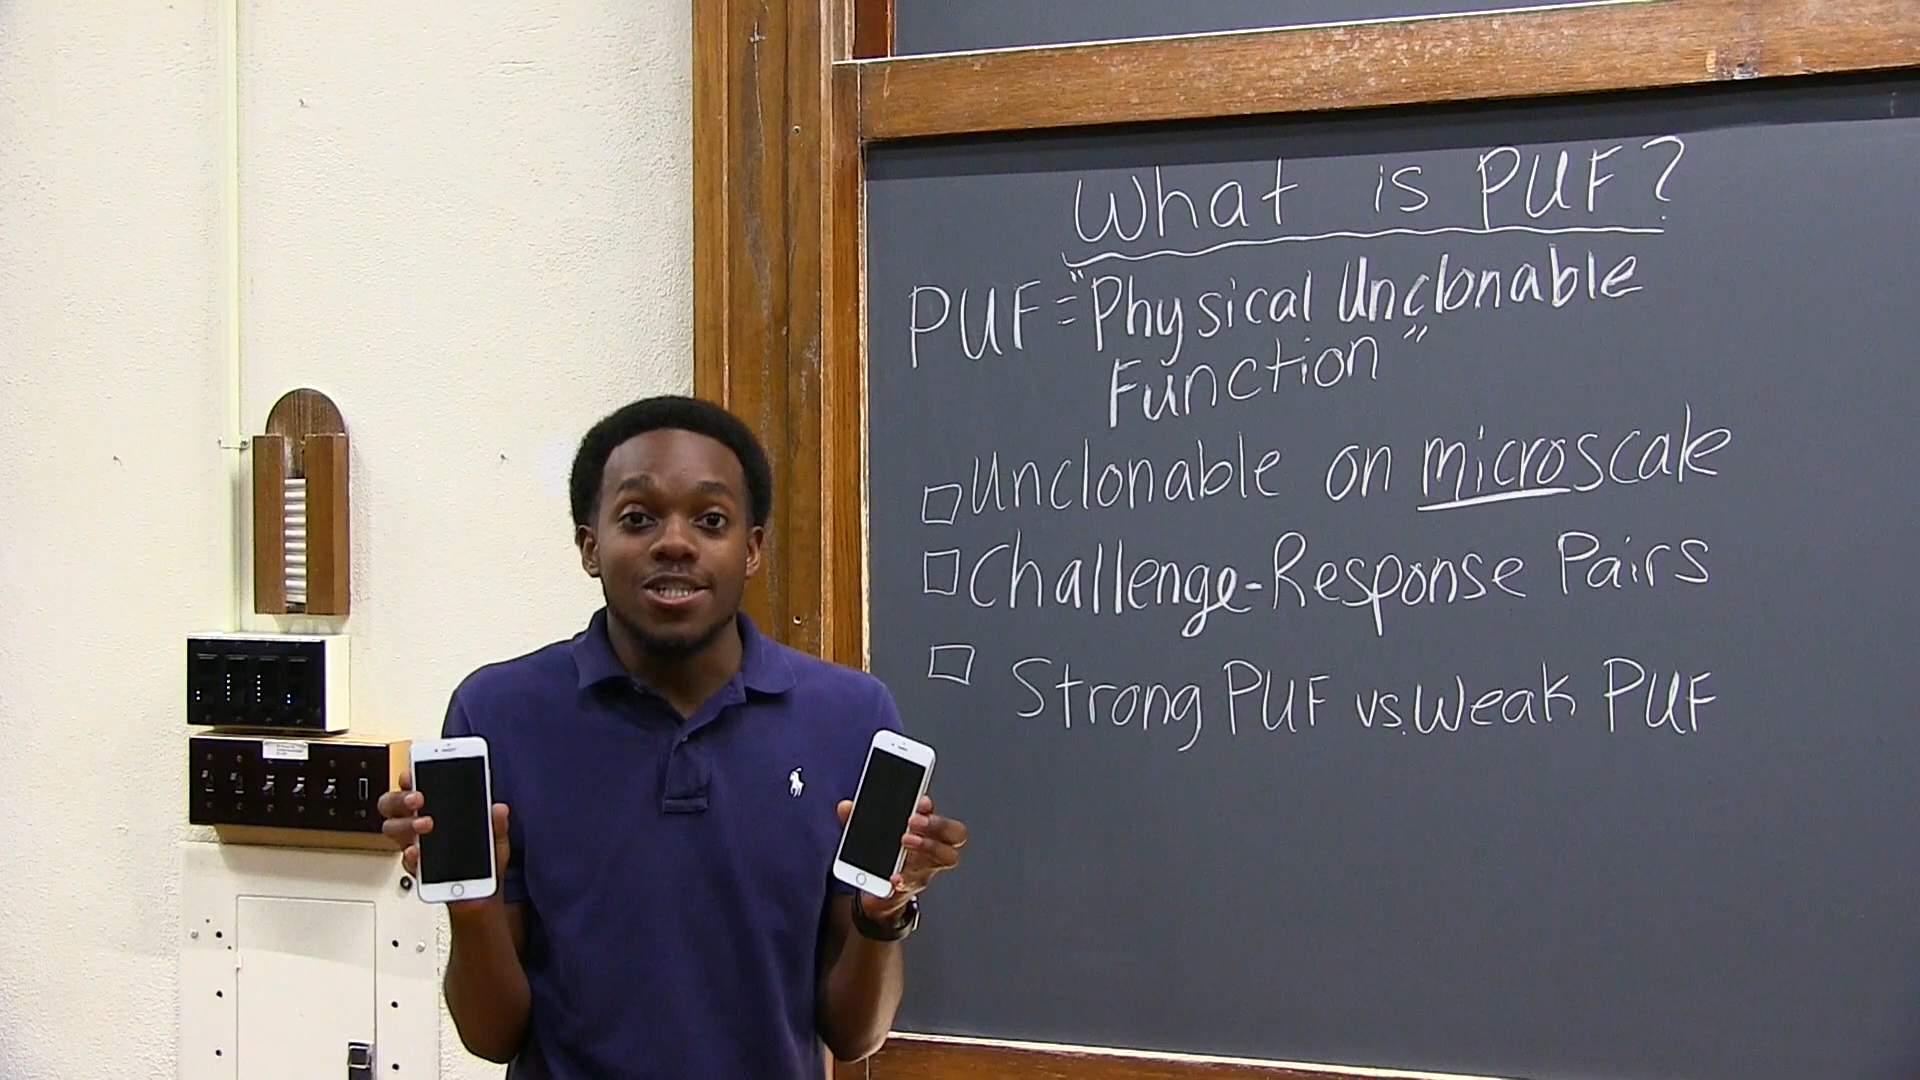 What is PUF?
PUF = "Physical Unclonable
Function"
Unclonable on microscale
Challenge-Response Pairs
Strong PUF vs. Weak PUF